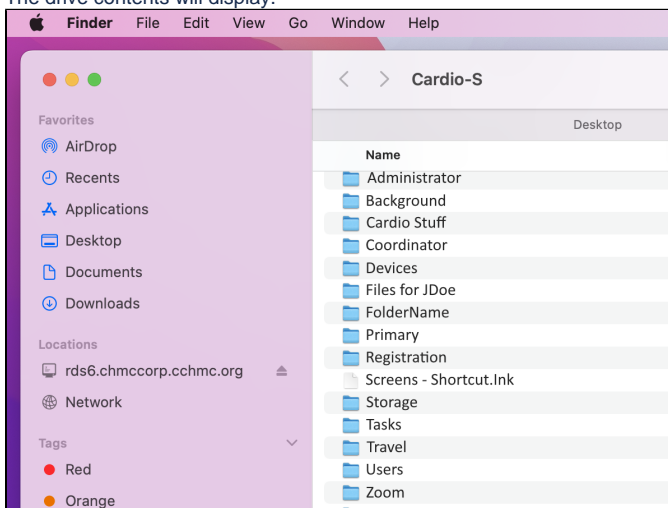 The drive contents will display:
Finder File Edit View Go Window Help
Cardio-S
Favorites
AirDrop
Recents
Applications
Desktop
Documents
Downloads
Locations
rds6.chmccorp.cchmc.org
Network
Tags
Red
Orange
Desktop
Name
Administrator
Background
Cardio Stuff
Coordinator
Devices
Files for JDoe
FolderName
Primary
Registration
Screens - Shortcut.Ink
Storage
Tasks
Travel
Users
Zoom